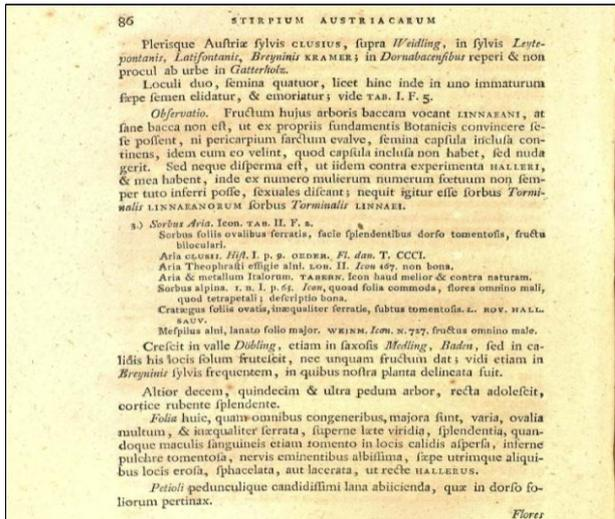 86 STIRPIUM AUSTRIACARUM
Plerisque Auſtriæ ſylvis CLUSIUS, ſupra Weidling, in ſylvis Leyte-
pontanis, Latifontanis, Breyninis KRAMER; in Dornabacenſibus reperi & non
procul ab urbe in Gatterholz.
Loculi duo, ſemina quatuor, licet hinc inde in uno immaturum
ſæpe ſemen elidatur, & emoriatur; vide TAB. I. F. 5.
Obſervatio. Fructum hujus arboris baccam vocant LINNAEANI, at
ſane bacca non eſt, ut ex propriis fundamentis Botanicis convincere ſe-
ſe poſſent, ni pericarpium farctum evalve, ſemina capſula incluſa con-
tinens, idem cum eo velint, quod capſula incluſa non habet, ſed nuda
gerit. Sed neque diſperma eſt, ut iidem contra experimenta HALLERI,
& mea habent, inde ex numero mulierum numerum fœtuum non ſem-
per tuto inferri poſſe, ſexuales diſcant; nequit igitur eſſe ſorbus Tormi-
nalis LINNAEANORUM ſorbus Torminalis LINNAEI.
2.) Sorbus Aria. Icon. TAB. II. F. 2.
Sorbus foliis ovalibus ſerratis, facie ſplendentibus dorſo tomentoſis, fructu
biloculari.
Aria CLUSII. Hiſt. I. p. 9. OEDER. Fl. dan. T. CCCI.
Aria Theophraſti effigie alni. LOB. II. Icon 167. non bona.
Aria & metallum Italorum. TABERN. Icon haud melior & contra naturam.
Sorbus alpina. I. B. I. p. 65. Icon, quoad folia commoda, flores omnino mali,
quod tetrapetali; deſcriptio bona.
Cratægus foliis ovatis, inæqualiter ſerratis, ſubtus tomentoſis. L. ROY. HALL.
SAUV.
Meſpilus alni, lanato folio major. WEINM. Icon. N. 727. fructus omnino male.
Creſcit in valle Döbling, etiam in ſaxoſis Medling, Baden, ſed in ca-
lidis his locis ſolum fruteſcit, nec unquam fructum dat; vidi etiam in
Breyninis ſylvis frequentem, in quibus noſtra planta delineata fuit.
Altior decem, quindecim & ultra pedum arbor, recta adoleſcit,
cortice rubente ſplendente.
Folia huic, quam omnibus congeneribus, majora ſunt, varia, ovalia
multum, & inæqualiter ſerrata, ſuperne læte viridia, ſplendentia, quan-
doque maculis ſanguineis etiam tomento in locis calidis aſperſa, inferne
pulchre tomentoſa, nervis eminentibus albiſſima, ſæpe utrimque aliqui-
bus locis eroſa, ſphacelata, aut lacerata, ut recte HALLERUS.
Petioli pedunculique candidiſſimi lana abiicienda, quæ in dorſo fo-
liorum pertinax.
Flores